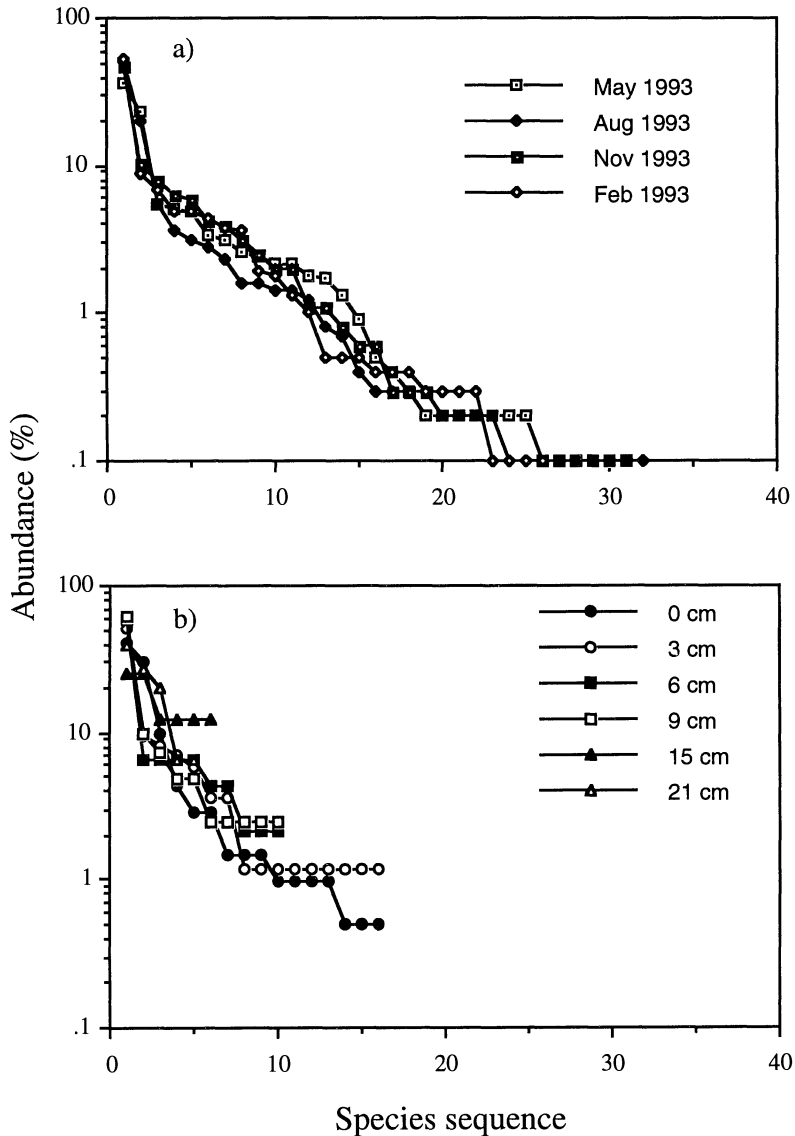 100
a)
May 1993
Aug 1993
10
Nov 1993
Feb 1993
1
.1
0 10 20 30 40
Abundance (%)
100
b)
0 cm
3 cm
6 cm
10
9 cm
15 cm
21 cm
1
.1
0 10 20 30 40
Species sequence